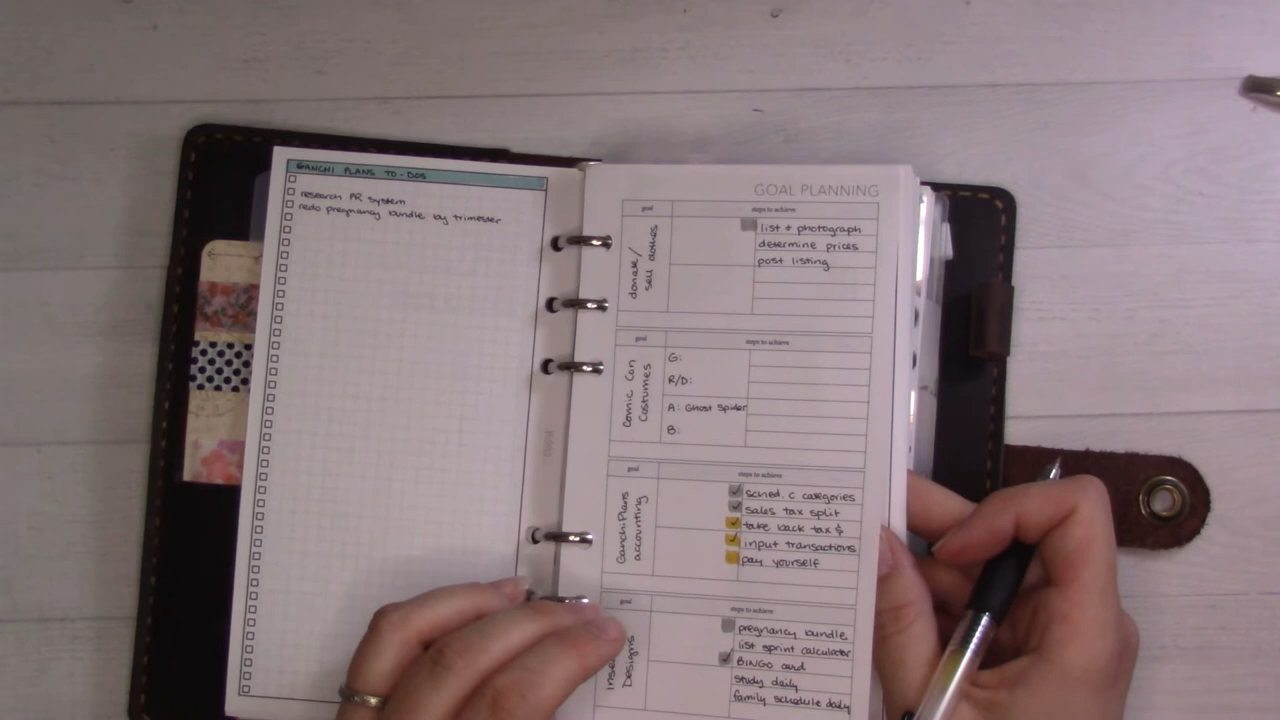 GANCHI PLANS TO-DOS
research PR system
redo pregnancy bundle by trimester
GOAL PLANNING
goal
steps to achieve
donate/
sell clothes
list & photograph
determine prices
post listing
goal
steps to achieve
Comic Con
Costumes
G:
R/D:
A: Ghost Spider
B:
goal
steps to achieve
GanchiPlans
accounting
sched. c categories
sales tax split
take back tax $
input transactions
pay yourself
goal
steps to achieve
Designs
pregnancy bundle
list sprint calculator
BINGO card
study daily
family schedule daily